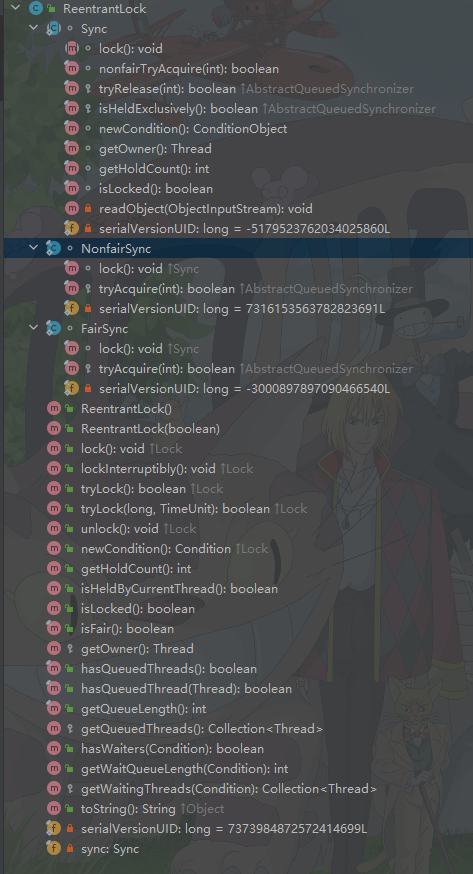 ReentrantLock
Sync
lock(): void
nonfairTryAcquire(int): boolean
tryRelease(int): boolean ↑AbstractQueuedSynchronizer
isHeldExclusively(): boolean ↑AbstractQueuedSynchronizer
newCondition(): ConditionObject
getOwner(): Thread
getHoldCount(): int
isLocked(): boolean
readObject(ObjectInputStream): void
serialVersionUID: long = -5179523762034025860L
NonfairSync
lock(): void ↑Sync
tryAcquire(int): boolean ↑AbstractQueuedSynchronizer
serialVersionUID: long = 7316153563782823691L
FairSync
lock(): void ↑Sync
tryAcquire(int): boolean ↑AbstractQueuedSynchronizer
serialVersionUID: long = -3000897897090466540L
ReentrantLock()
ReentrantLock(boolean)
lock(): void ↑Lock
lockInterruptibly(): void ↑Lock
tryLock(): boolean ↑Lock
tryLock(long, TimeUnit): boolean ↑Lock
unlock(): void ↑Lock
newCondition(): Condition ↑Lock
getHoldCount(): int
isHeldByCurrentThread(): boolean
isLocked(): boolean
isFair(): boolean
getOwner(): Thread
hasQueuedThreads(): boolean
hasQueuedThread(Thread): boolean
getQueueLength(): int
getQueuedThreads(): Collection<Thread>
hasWaiters(Condition): boolean
getWaitQueueLength(Condition): int
getWaitingThreads(Condition): Collection<Thread>
toString(): String ↑Object
serialVersionUID: long = 7373984872572414699L
sync: Sync